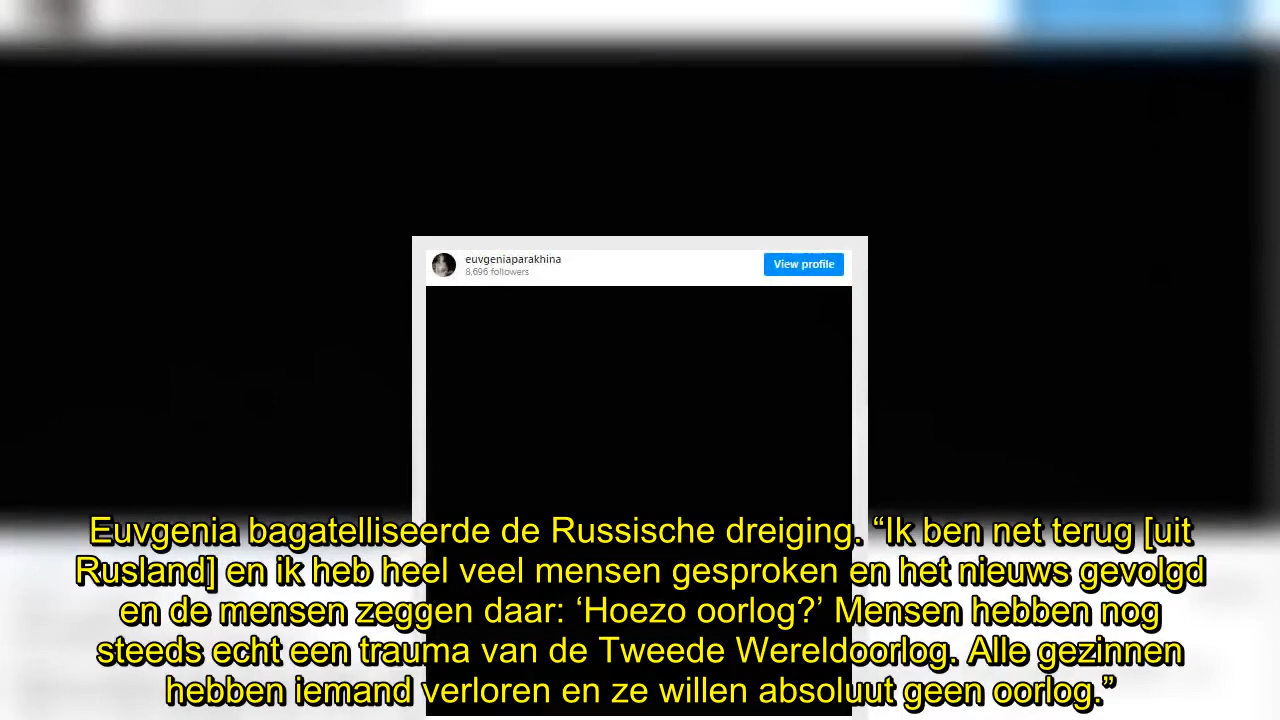 euvgeniaparakhina
8,696 followers
View profile
Euvgenia bagatelliseerde de Russische dreiging. “Ik ben net terug [uit
Rusland] en ik heb heel veel mensen gesproken en het nieuws gevolgd
en de mensen zeggen daar: ‘Hoezo oorlog?’ Mensen hebben nog
steeds echt een trauma van de Tweede Wereldoorlog. Alle gezinnen
hebben iemand verloren en ze willen absoluut geen oorlog.”